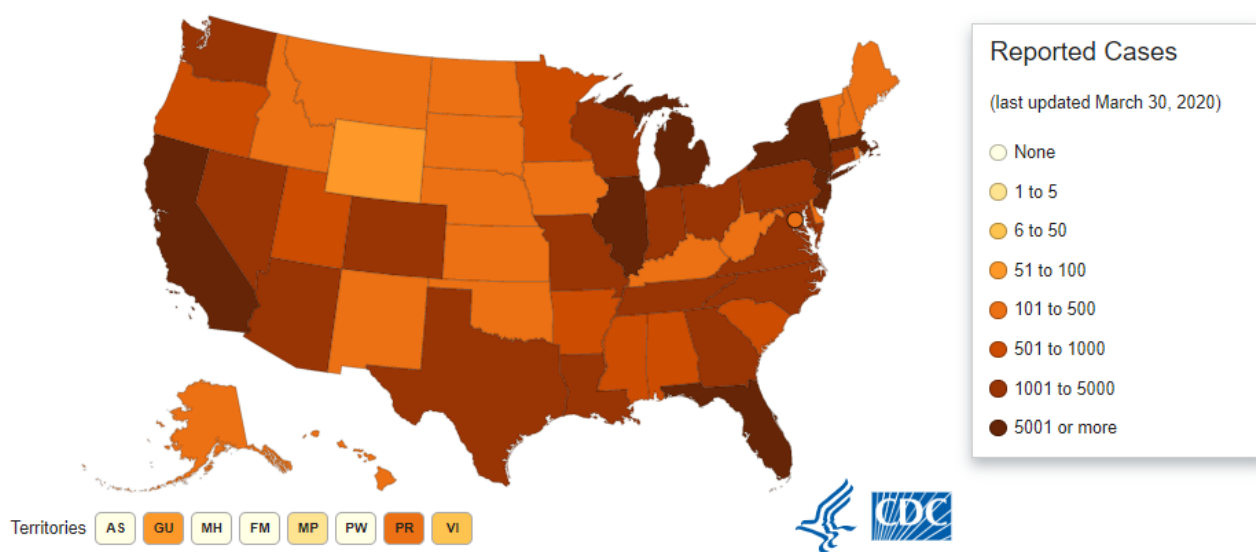 Reported Cases
(last updated March 30, 2020)
None
1 to 5
6 to 50
51 to 100
101 to 500
501 to 1000
1001 to 5000
5001 or more
Territories AS GU MH FM MP PW PR VI
CDC